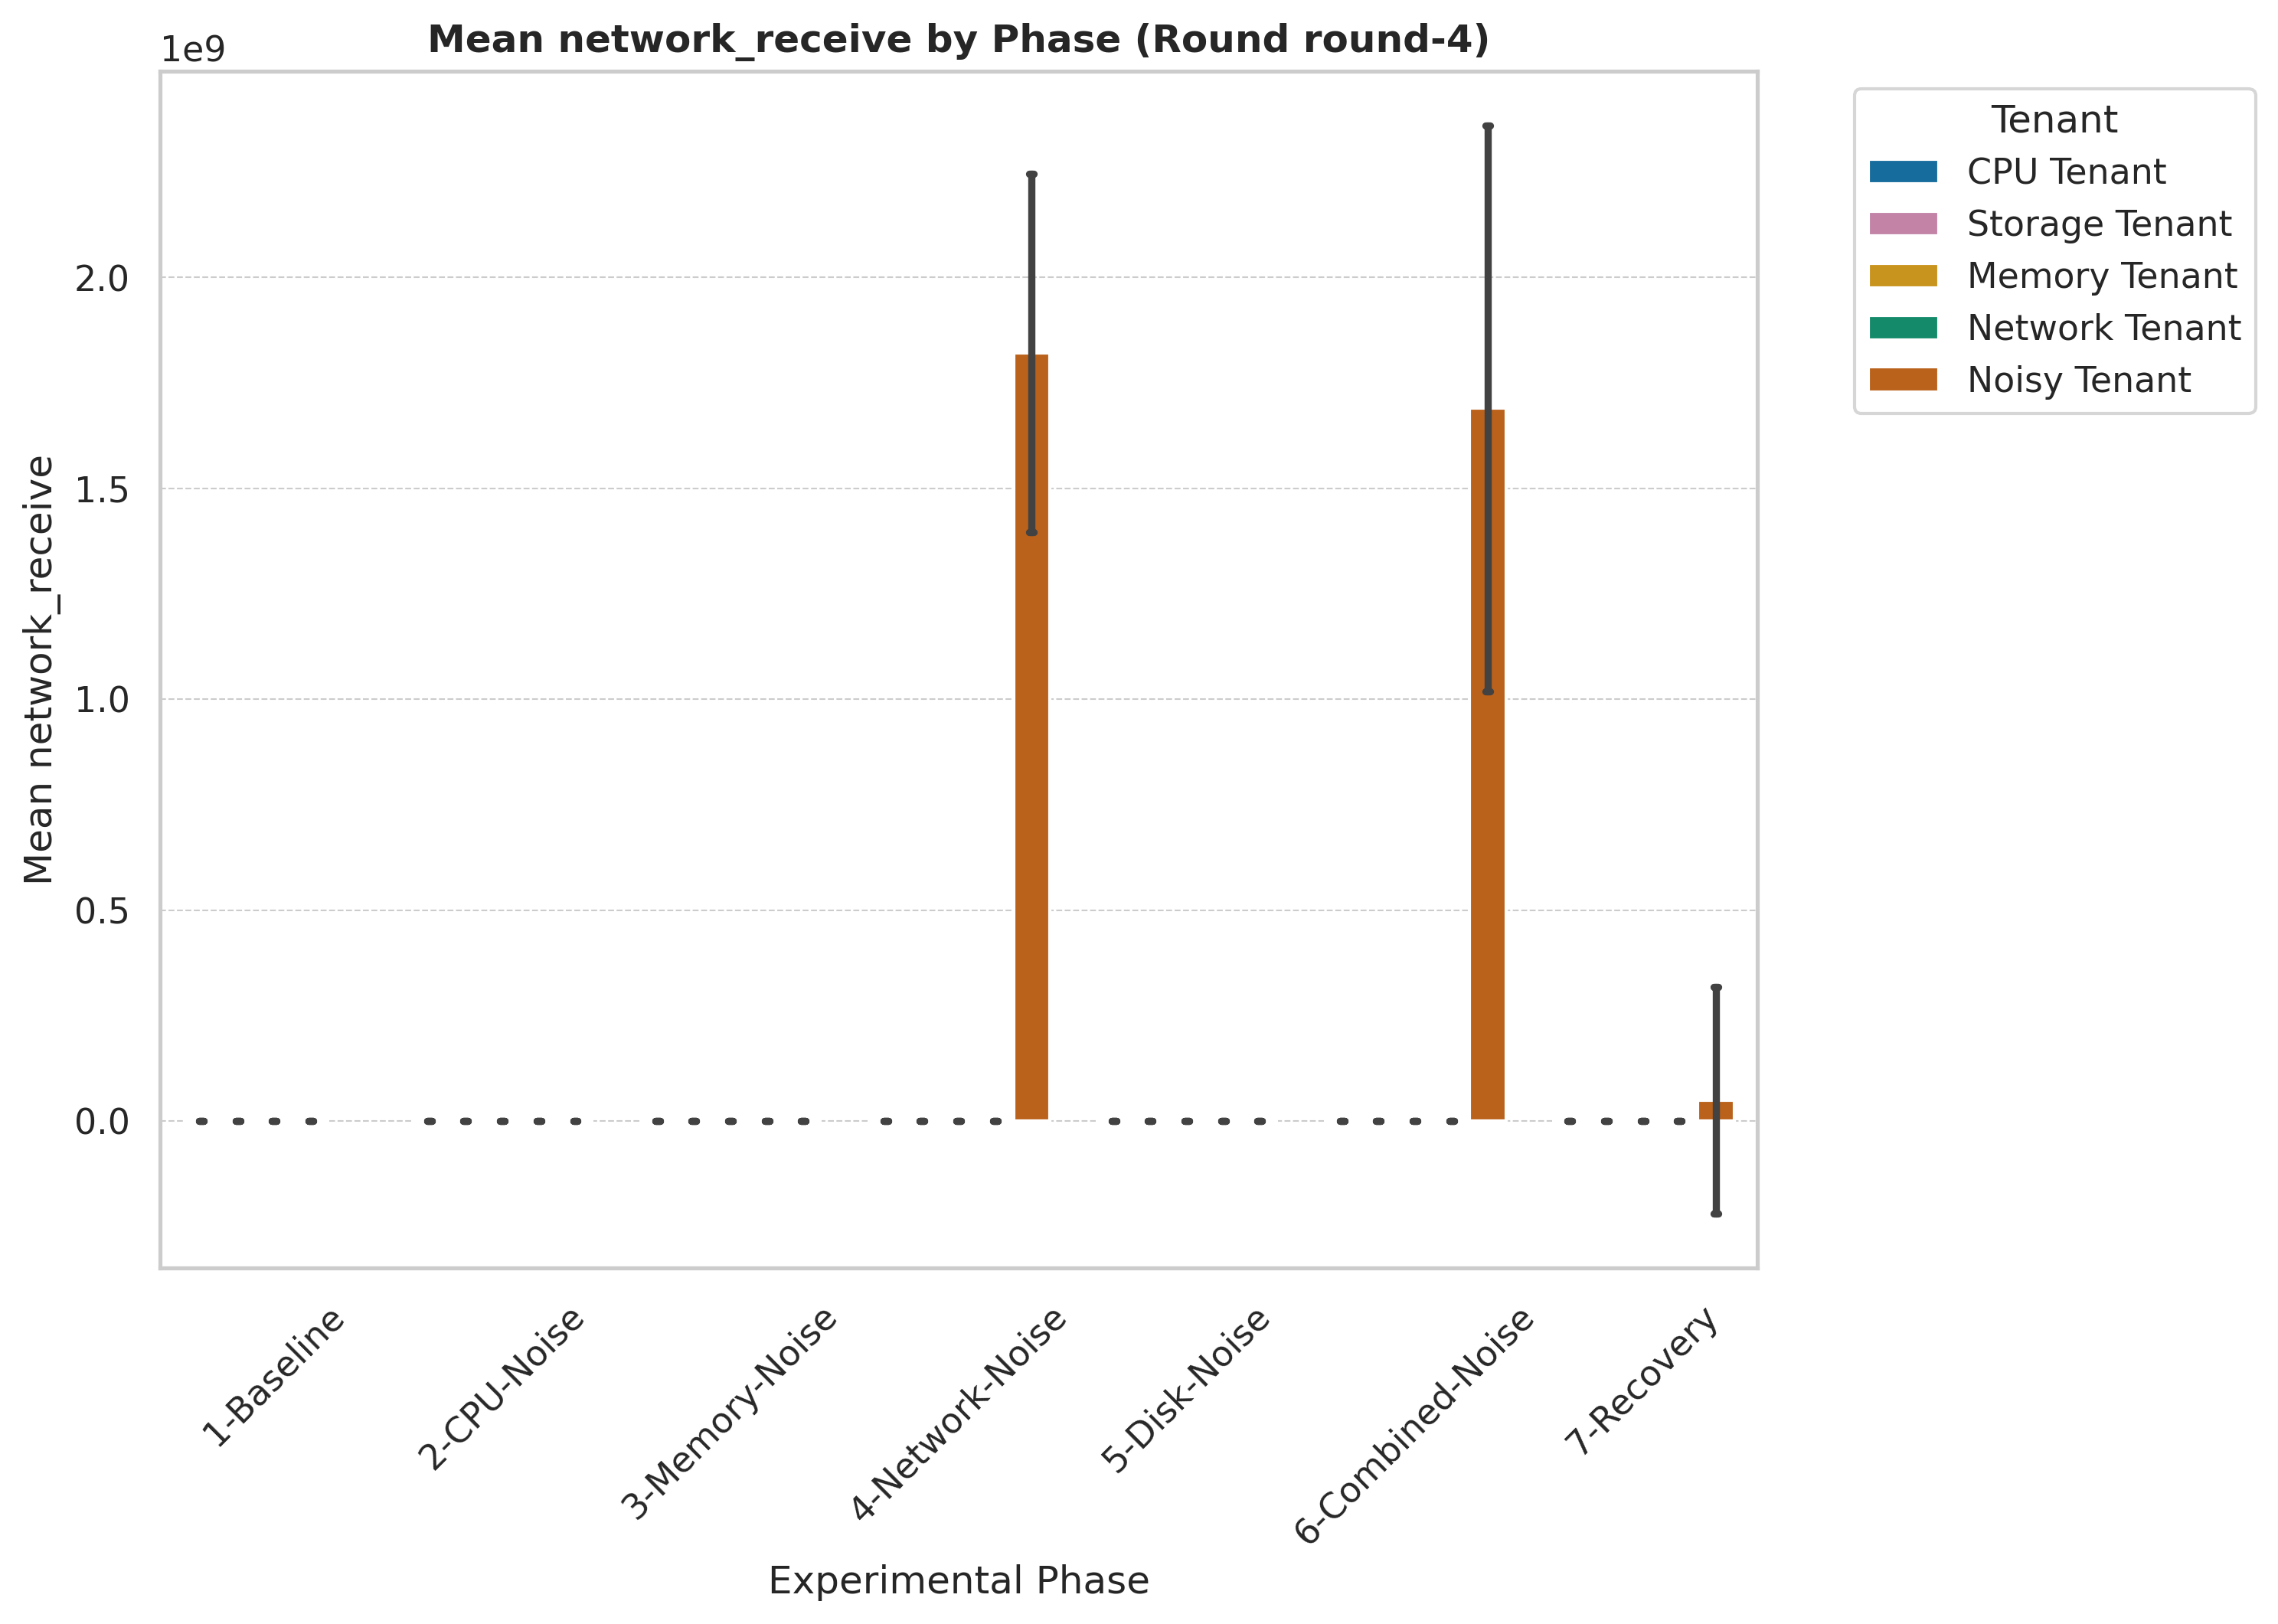 Mean network_receive by Phase (Round round-4)
1e9
Mean network_receive
2.0
1.5
1.0
0.5
0.0
1-Baseline
2-CPU-Noise
3-Memory-Noise
4-Network-Noise
5-Disk-Noise
6-Combined-Noise
7-Recovery
Experimental Phase
Tenant
CPU Tenant
Storage Tenant
Memory Tenant
Network Tenant
Noisy Tenant